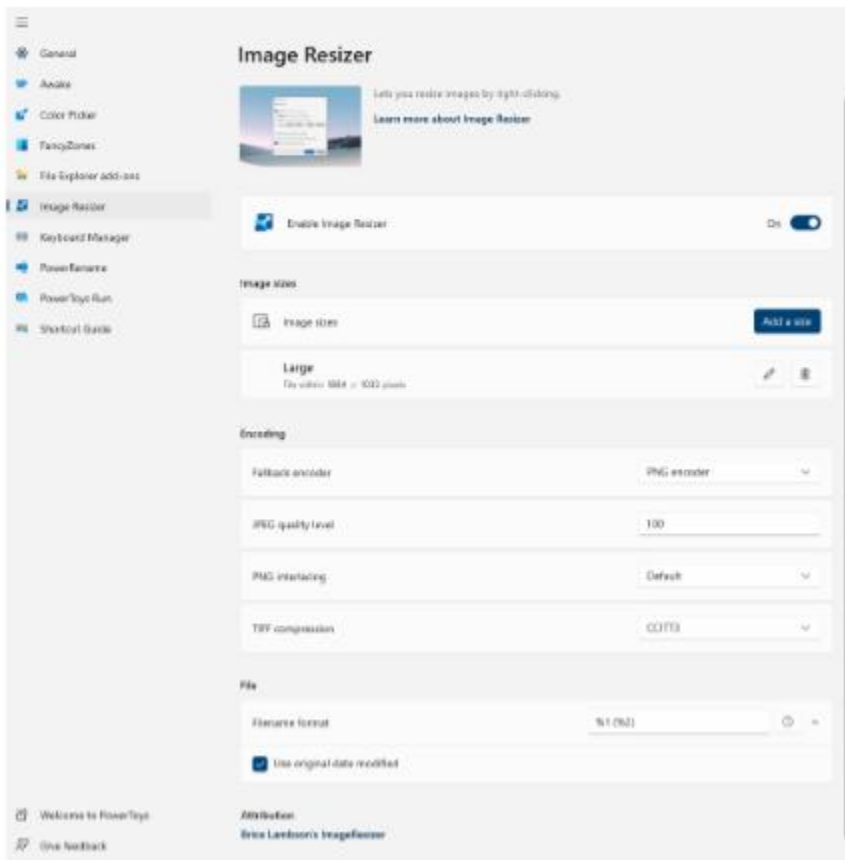 General
Awake
Color Picker
FancyZones
File Explorer add-ons
Image Resizer
Keyboard Manager
PowerRename
PowerToys Run
Shortcut Guide
Welcome to PowerToys
Give feedback
Image Resizer
Lets you resize images by right-clicking.
Learn more about Image Resizer
Enable Image Resizer
On
Image sizes
Image sizes
Add a size
Large
pixels
Encoding
Fallback encoder
PNG encoder
JPEG quality level
100
PNG interlacing
Default
TIFF compression
CCITT3
File
Filename format
%1 (%2)
Use original date modified
Attribution
Brice Lambson's ImageResizer